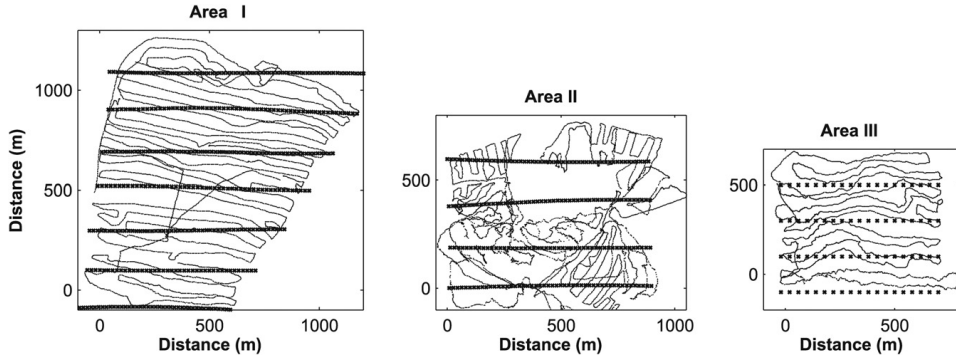 Area I
Distance (m)
1000
500
0
0 500 1000
Distance (m)
Area II
500
0
0 500 1000
Distance (m)
Area III
500
0
0 500
Distance (m)